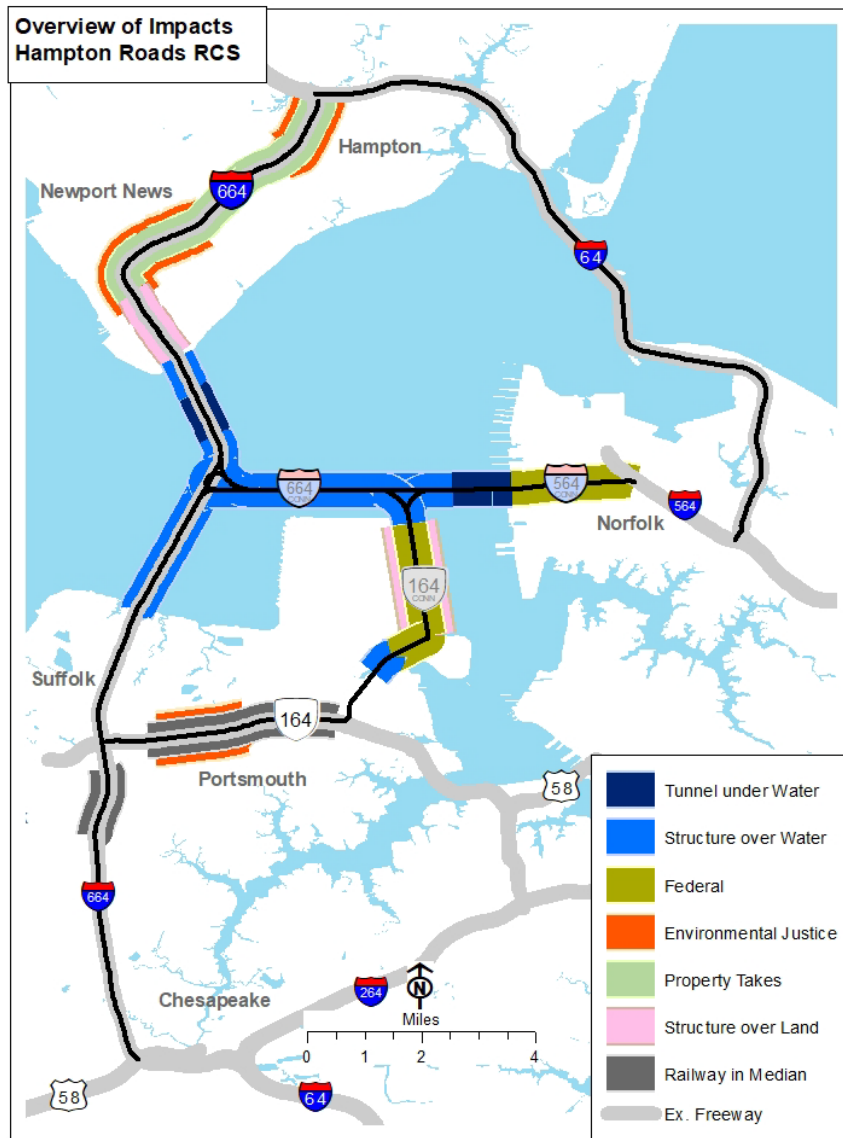 Overview of Impacts
Hampton Roads RCS
Hampton
Newport News
664
64
664
CONN
564
CONN
Norfolk
564
164
CONN
Suffolk
164
Portsmouth
58
664
Chesapeake
264
N
Miles
0 1 2 4
58
64
Tunnel under Water
Structure over Water
Federal
Environmental Justice
Property Takes
Structure over Land
Railway in Median
Ex. Freeway